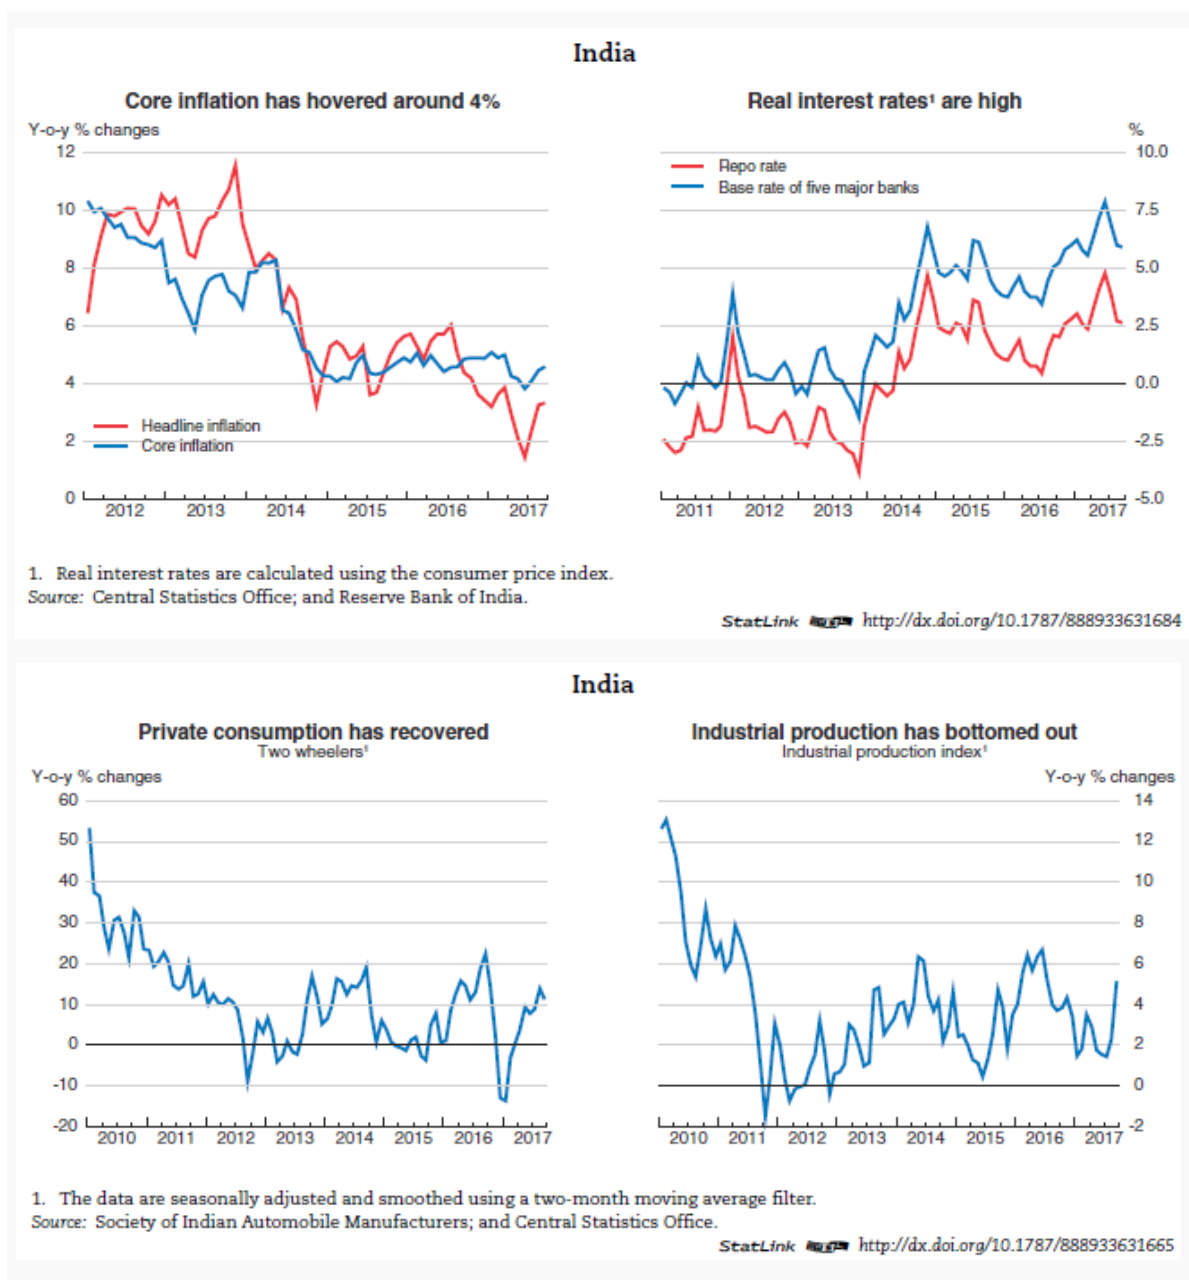 India
Core inflation has hovered around 4%
Y-o-y % changes
12
10
8
6
4
2
0
Headline inflation
Core inflation
2012 2013 2014 2015 2016 2017
Real interest rates¹ are high
%
10.0
7.5
5.0
2.5
0.0
-2.5
-5.0
Repo rate
Base rate of five major banks
2011 2012 2013 2014 2015 2016 2017
1. Real interest rates are calculated using the consumer price index.
Source: Central Statistics Office; and Reserve Bank of India.
StatLink http://dx.doi.org/10.1787/888933631684
India
Private consumption has recovered
Two wheelers¹
Y-o-y % changes
60
50
40
30
20
10
0
-10
-20
2010 2011 2012 2013 2014 2015 2016 2017
Industrial production has bottomed out
Industrial production index¹
Y-o-y % changes
14
12
10
8
6
4
2
0
-2
2010 2011 2012 2013 2014 2015 2016 2017
1. The data are seasonally adjusted and smoothed using a two-month moving average filter.
Source: Society of Indian Automobile Manufacturers; and Central Statistics Office.
StatLink http://dx.doi.org/10.1787/888933631665